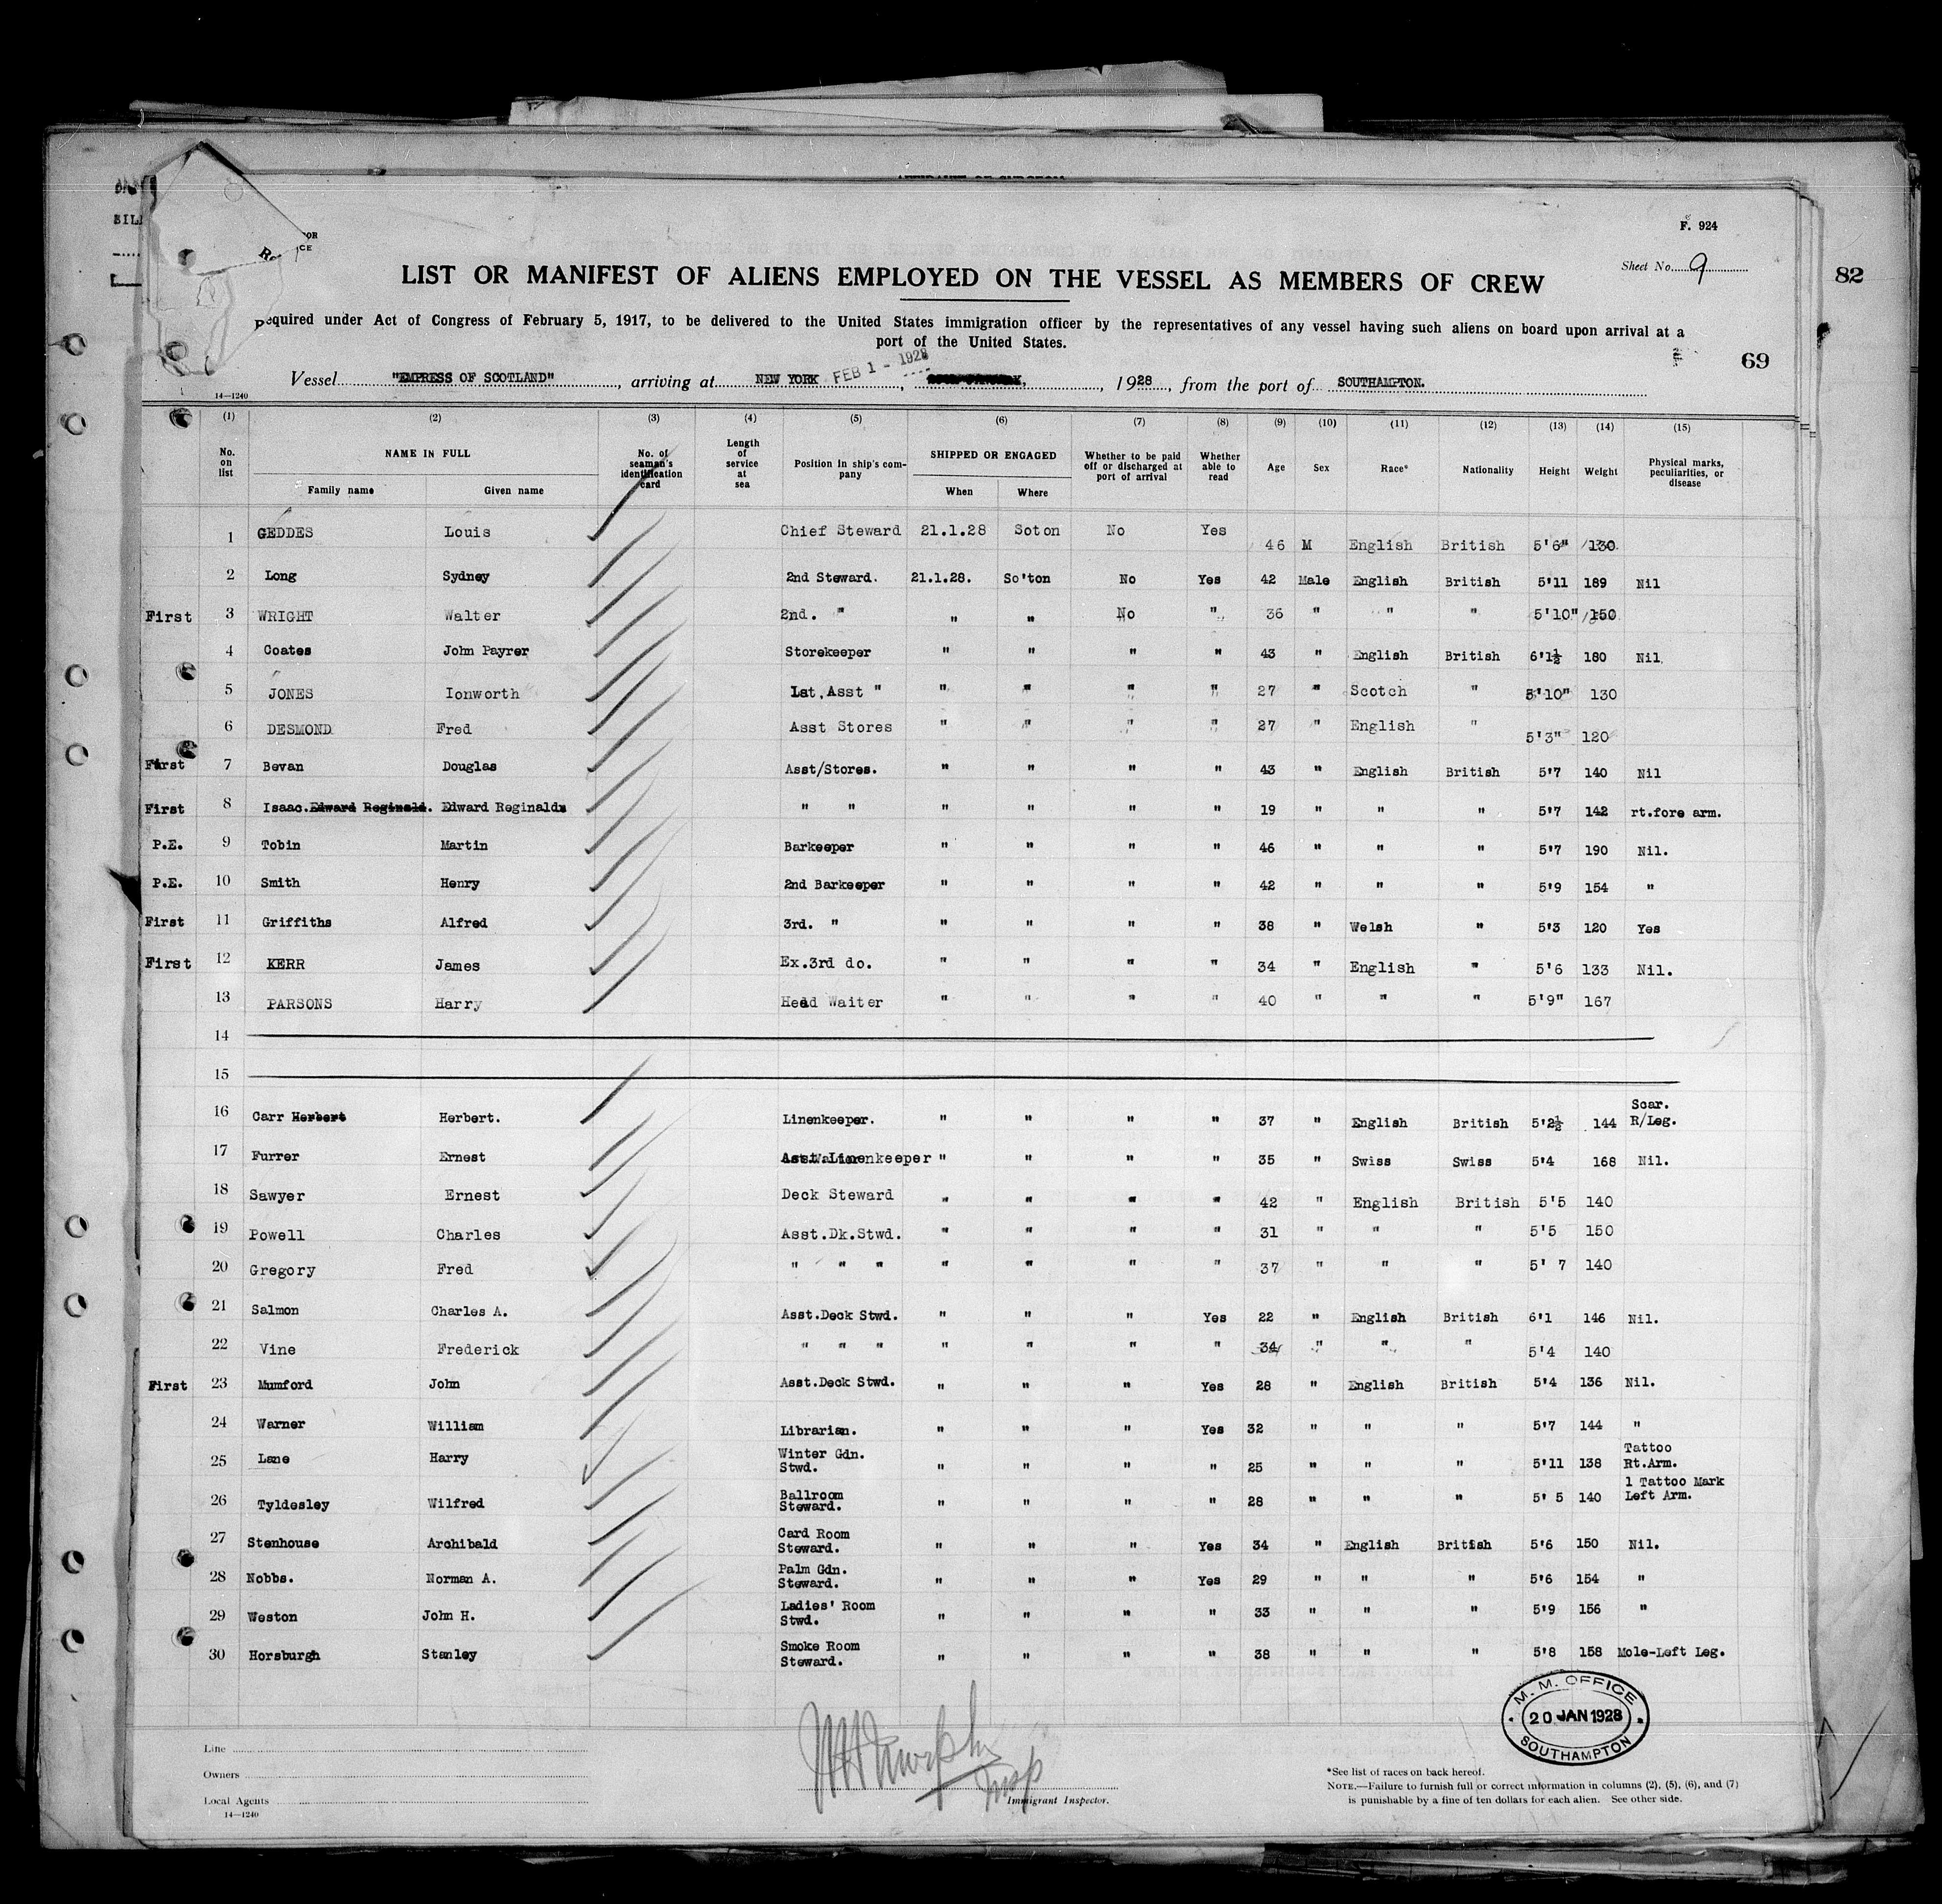 F. 924
Sheet No. 9
82
LIST OR MANIFEST OF ALIENS EMPLOYED ON THE VESSEL AS MEMBERS OF CREW
equired under Act of Congress of February 5, 1917, to be delivered to the United States immigration officer by the representatives of any vessel having such aliens on board upon arrival at a
port of the United States.
69
Vessel "EMPRESS OF SCOTLAND", arriving at NEW YORK FEB 1 - 1928, 1928, from the port of SOUTHAMPTON.
14—1240
(1) (2) (3) (4) (5) (6) (7) (8) (9) (10) (11) (12) (13) (14) (15)
No. on list NAME IN FULL Family name Given name No. of seaman's identification card Length of service at sea Position in ship's company SHIPPED OR ENGAGED When Where Whether to be paid off or discharged at port of arrival Whether able to read Age Sex Race* Nationality Height Weight Physical marks, peculiarities, or disease
1 GEDDES Louis Chief Steward 21.1.28 Soton No Yes 46 M English British 5'6" 130
2 Long Sydney 2nd Steward. 21.1.28. So'ton No Yes 42 Male English British 5'11 189 Nil
First 3 WRIGHT Walter 2nd. " " " No " 36 " " " 5'10" 150
4 Coates John Payrer Storekeeper " " " " 43 " English British 6'1½ 180 Nil
5 JONES Ionworth 1st.Asst " " " " " 27 " Scotch " 5'10" 130
6 DESMOND Fred Asst Stores " " " " 27 " English " 5'3" 120
First 7 Bevan Douglas Asst/Stores. " " " " 43 " English British 5'7 140 Nil
First 8 Isaac. Edward Reginald. Edward Reginald " " " " " " 19 " " " 5'7 142 rt.fore arm.
P.E. 9 Tobin Martin Barkeeper " " " " 46 " " " 5'7 190 Nil.
P.E. 10 Smith Henry 2nd Barkeeper " " " " 42 " " " 5'9 154 "
First 11 Griffiths Alfred 3rd. " " " " " 38 " Welsh " 5'3 120 Yes
First 12 KERR James Ex.3rd do. " " " " 34 " English " 5'6 133 Nil.
13 PARSONS Harry Head Waiter " " " " 40 " " " 5'9" 167
14
15
16 Carr Herbert Herbert. Linenkeeper. " " " " 37 " English British 5'2½ 144 Scar. R/Leg.
17 Furrer Ernest Asst. Linenkeeper " " " " 35 " Swiss Swiss 5'4 168 Nil.
18 Sawyer Ernest Deck Steward " " " " 42 " English British 5'5 140
19 Powell Charles Asst.Dk.Stwd. " " " " 31 " " " 5'5 150
20 Gregory Fred " " " " " " " 37 " " " 5' 7 140
21 Salmon Charles A. Asst.Deck Stwd. " " " Yes 22 " English British 6'1 146 Nil.
22 Vine Frederick " " " " " " " 34 " " " 5'4 140
First 23 Mumford John Asst.Deck Stwd. " " " Yes 28 " English British 5'4 136 Nil.
24 Warner William Librarian. " " " Yes 32 " " " 5'7 144 "
25 Lane Harry Winter Gdn. Stwd. " " " " 25 " " " 5'11 138 Tattoo Rt.Arm.
26 Tyldesley Wilfred Ballroom Steward. " " " " 28 " " " 5' 5 140 1 Tattoo Mark Left Arm.
27 Stenhouse Archibald Card Room Steward. " " " Yes 34 " English British 5'6 150 Nil.
28 Nobbs. Norman A. Palm Gdn. Steward. " " " Yes 29 " " " 5'6 154 "
29 Weston John H. Ladies' Room Stwd. " " " " 33 " " " 5'9 156 "
30 Horsburgh Stanley Smoke Room Steward. " " " " 38 " " " 5'8 158 Mole-Left Leg.
M. M. OFFICE
20 JAN 1928
SOUTHAMPTON
Line
Owners
Local Agents
14—1240
Insp
Immigrant Inspector.
*See list of races on back hereof.
NOTE.—Failure to furnish full or correct information in columns (2), (5), (6), and (7)
is punishable by a fine of ten dollars for each alien. See other side.